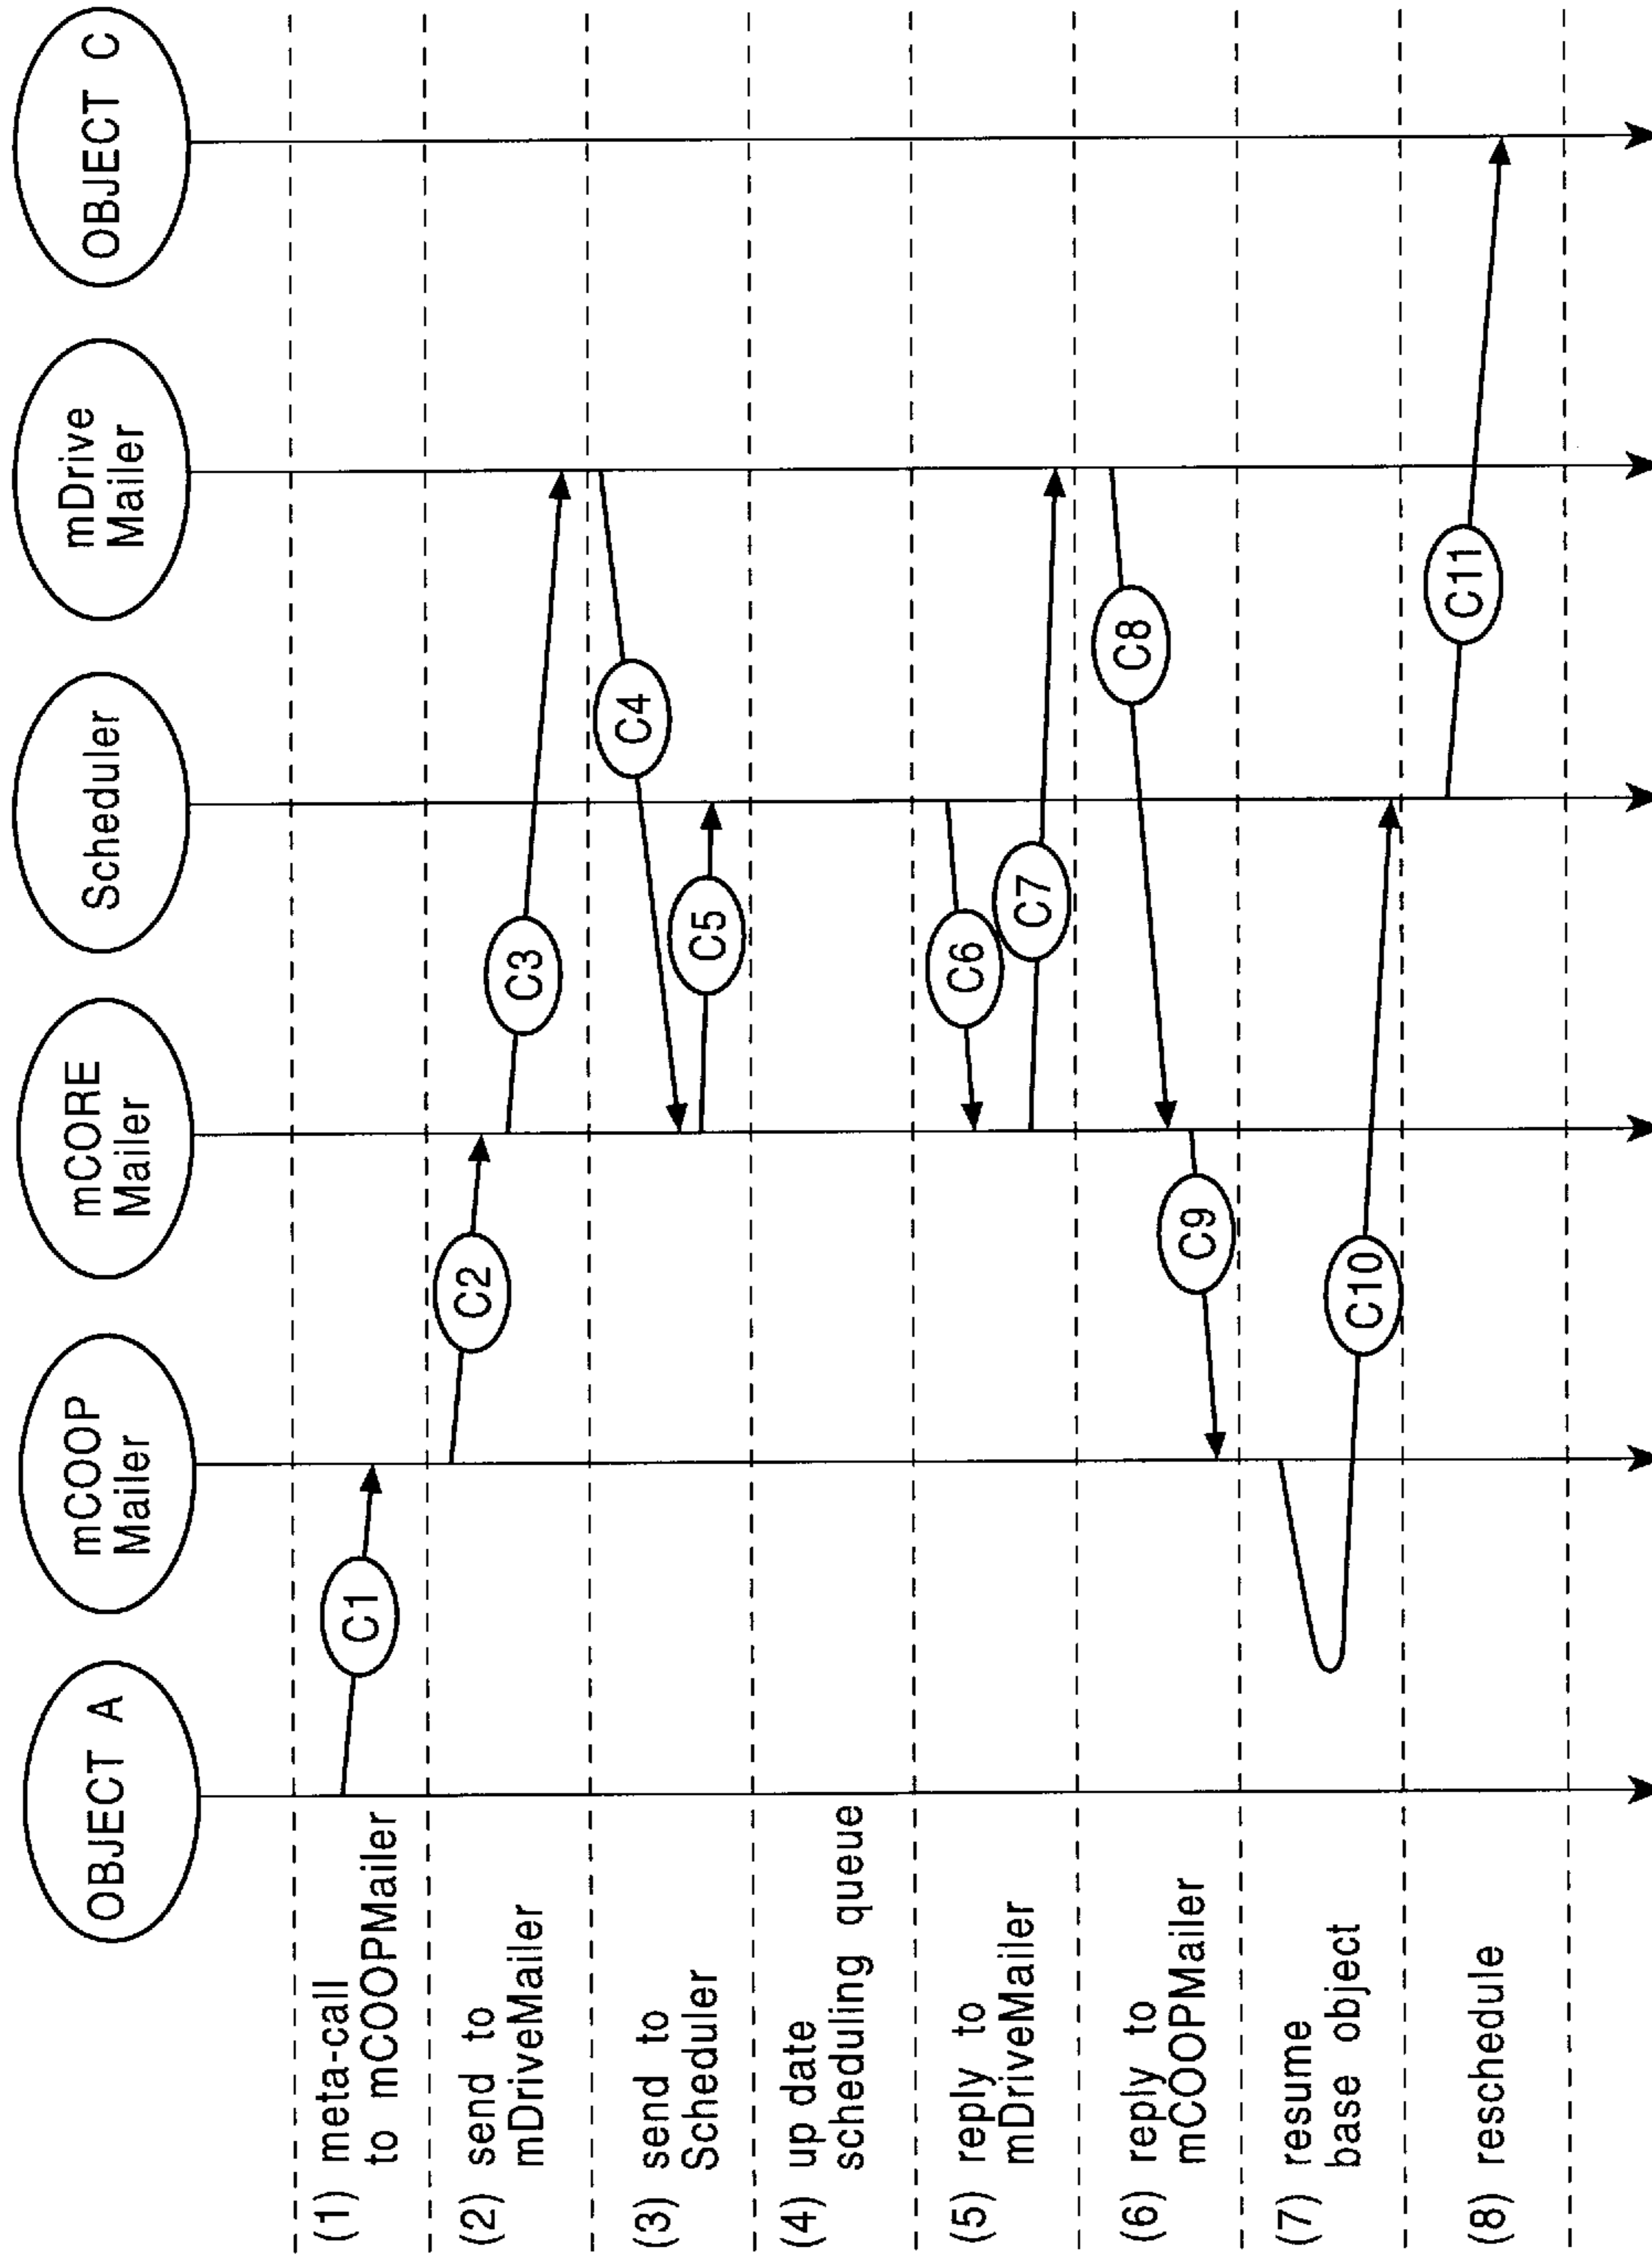 OBJECT A
mCOOP
Mailer
mCORE
Mailer
Scheduler
mDrive
Mailer
OBJECT C
(1) meta-call
to mCOOPMailer
C1
(2) send to
mDriveMailer
C2
C3
(3) send to
Scheduler
C4
C5
(4) up date
scheduling queue
(5) reply to
mDriveMailer
C6
C7
(6) reply to
mCOOPMailer
C8
C9
(7) resume
base object
C10
(8) reschedule
C11